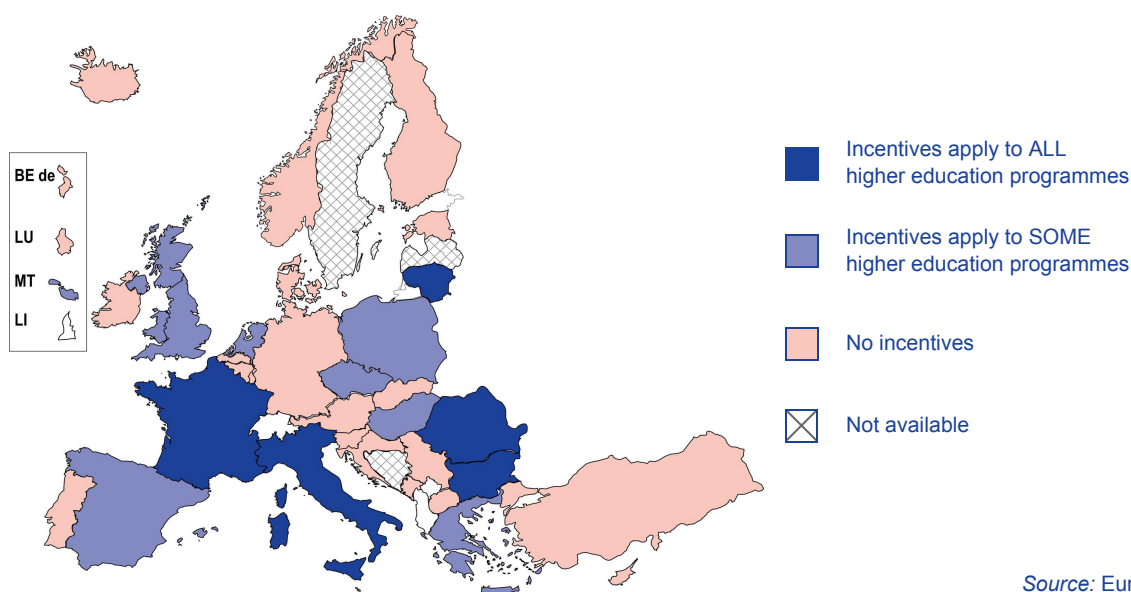 BE de
LU
MT
LI
Incentives apply to ALL
higher education programmes
Incentives apply to SOME
higher education programmes
No incentives
Not available
Source: Eur